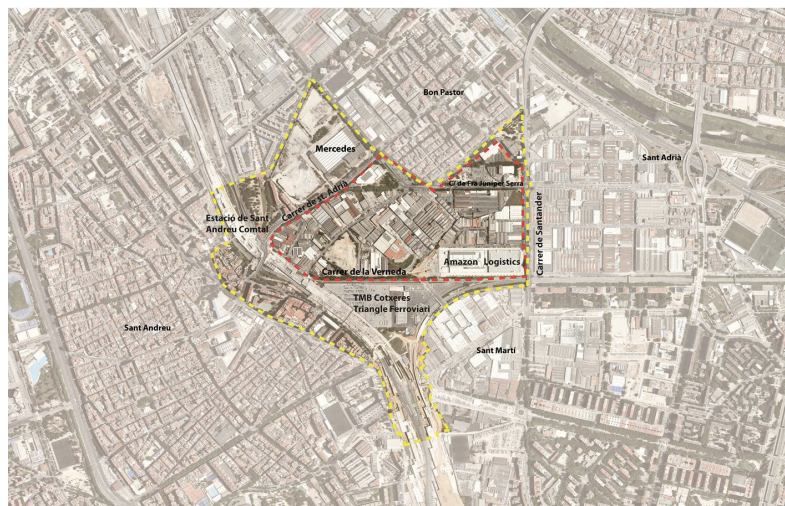 Bon Pastor
Mercedes
Sant Adrià
C/ de Fra Juníper Serra
Carrer de st. Adrià
Estació de Sant
Andreu Comtal
Carrer de Santander
Amazon Logistics
Carrer de la Verneda
TMB Cotxeres
Triangle Ferroviari
Sant Andreu
Sant Martí